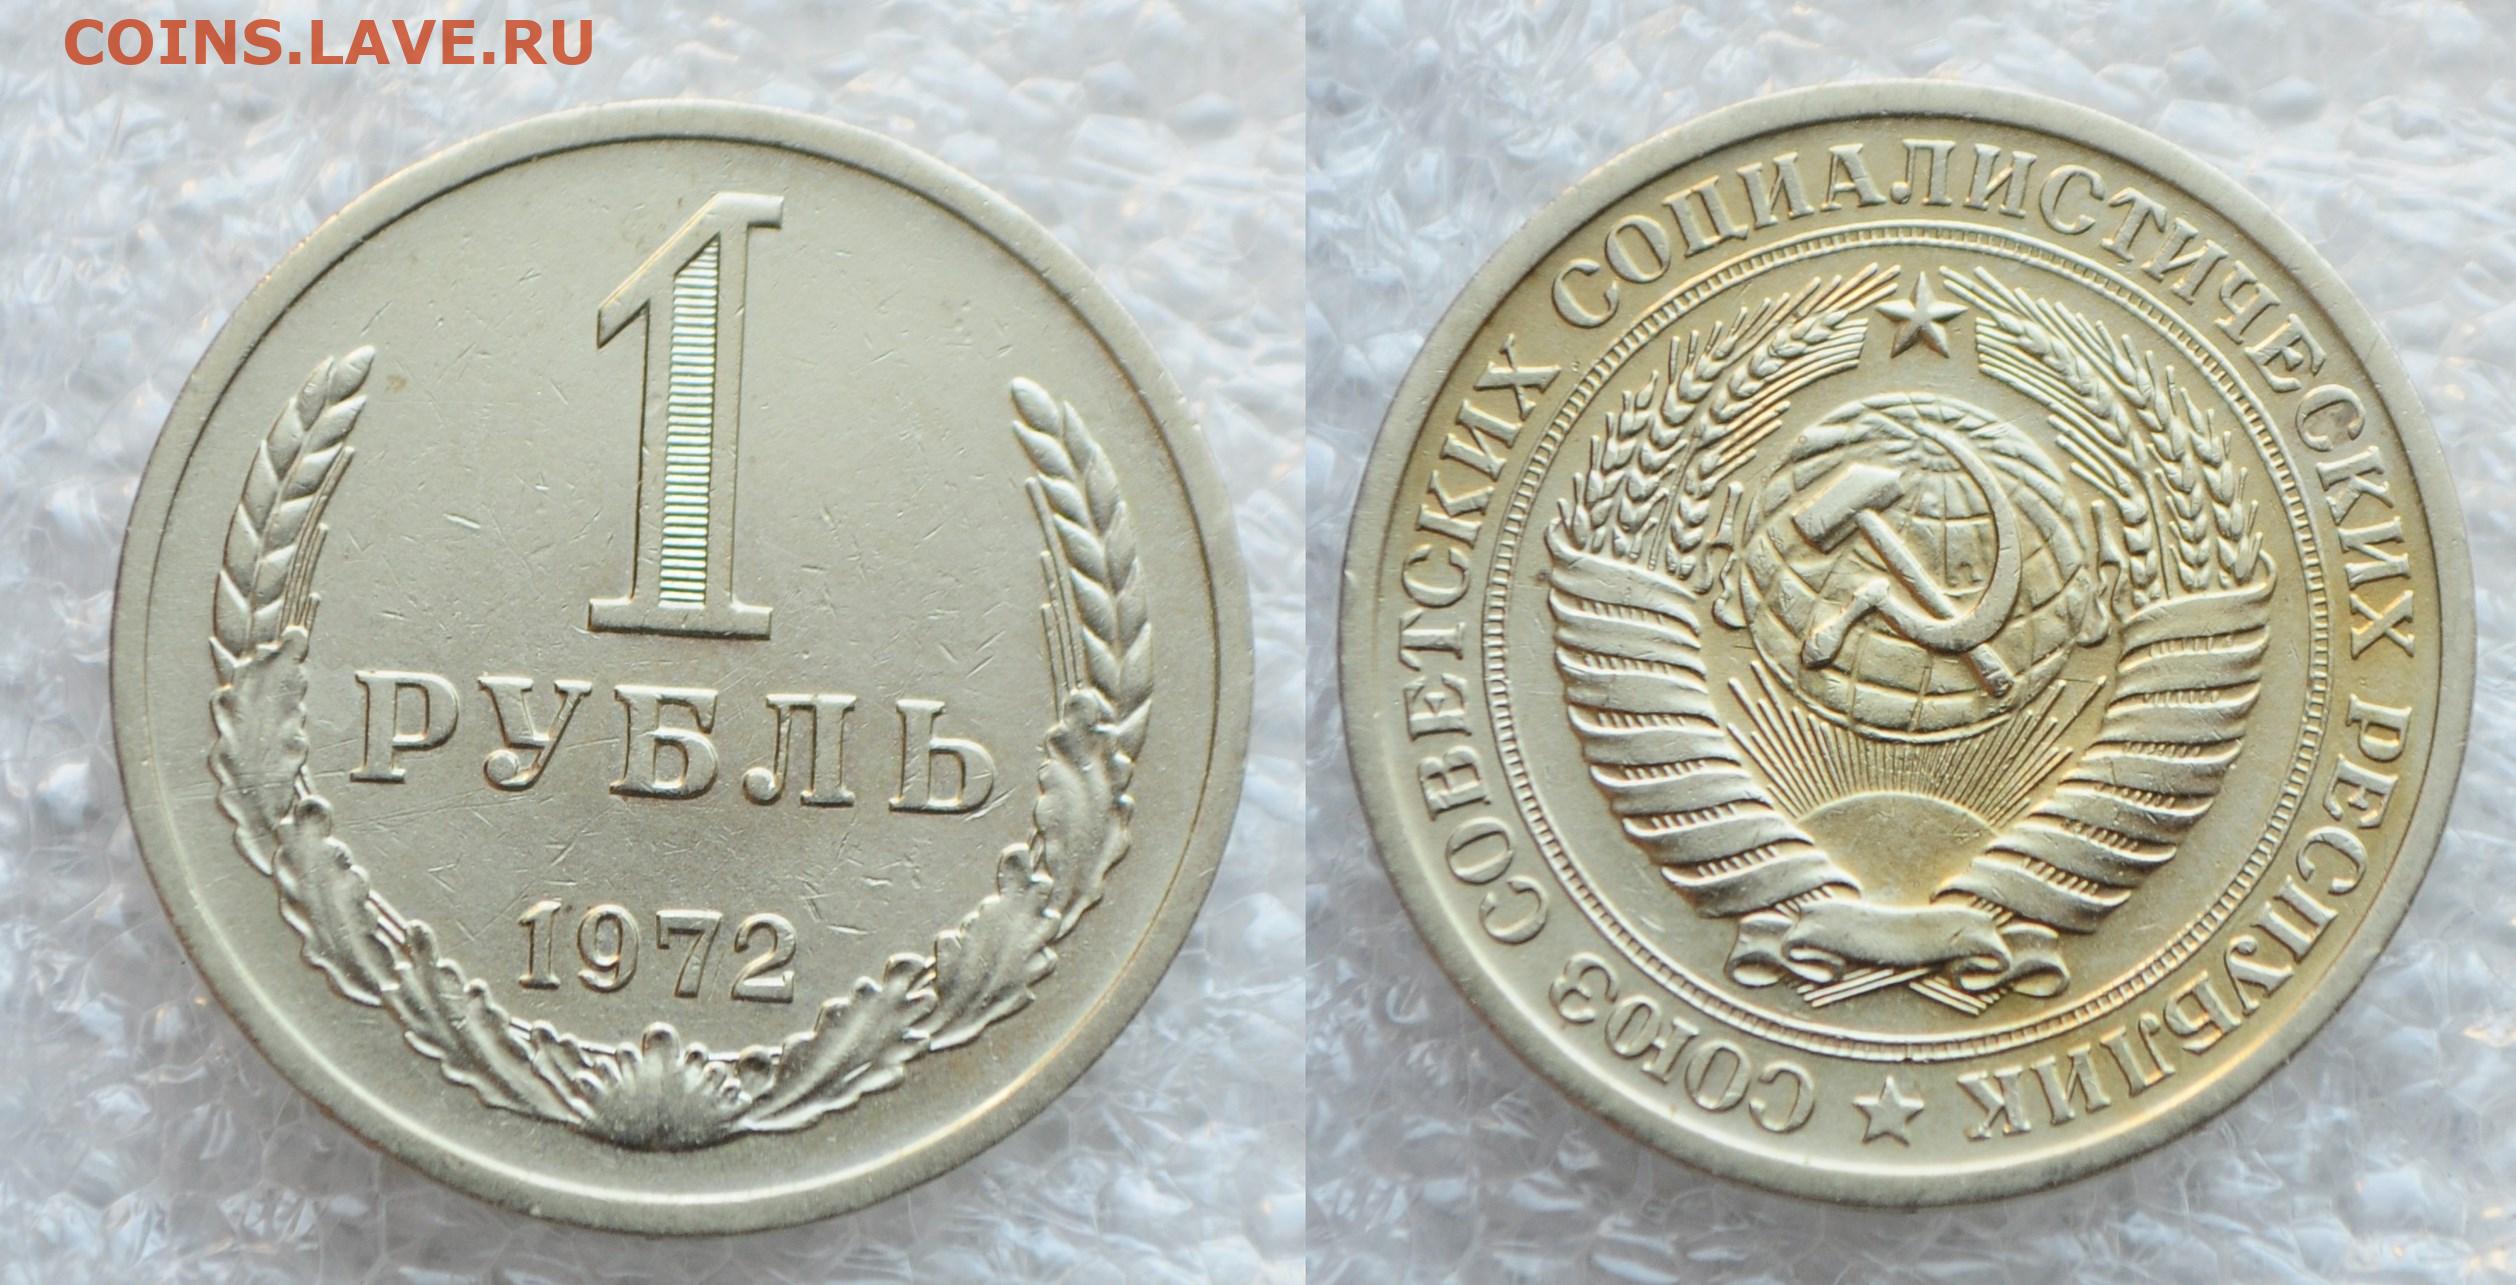 COINS.LAVE.RU
1
РУБЛЬ
1972
СОЮЗ СОВЕТСКИХ СОЦИАЛИСТИЧЕСКИХ РЕСПУБЛИК